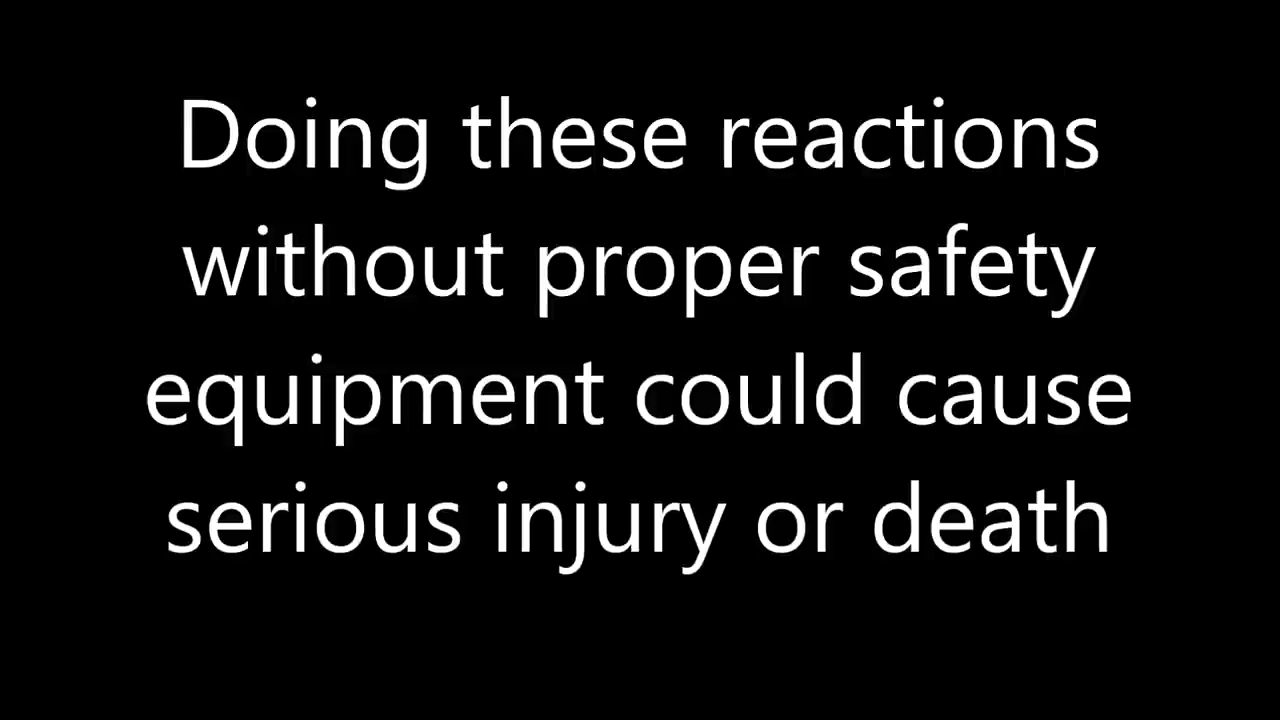 Doing these reactions
without proper safety
equipment could cause
serious injury or death